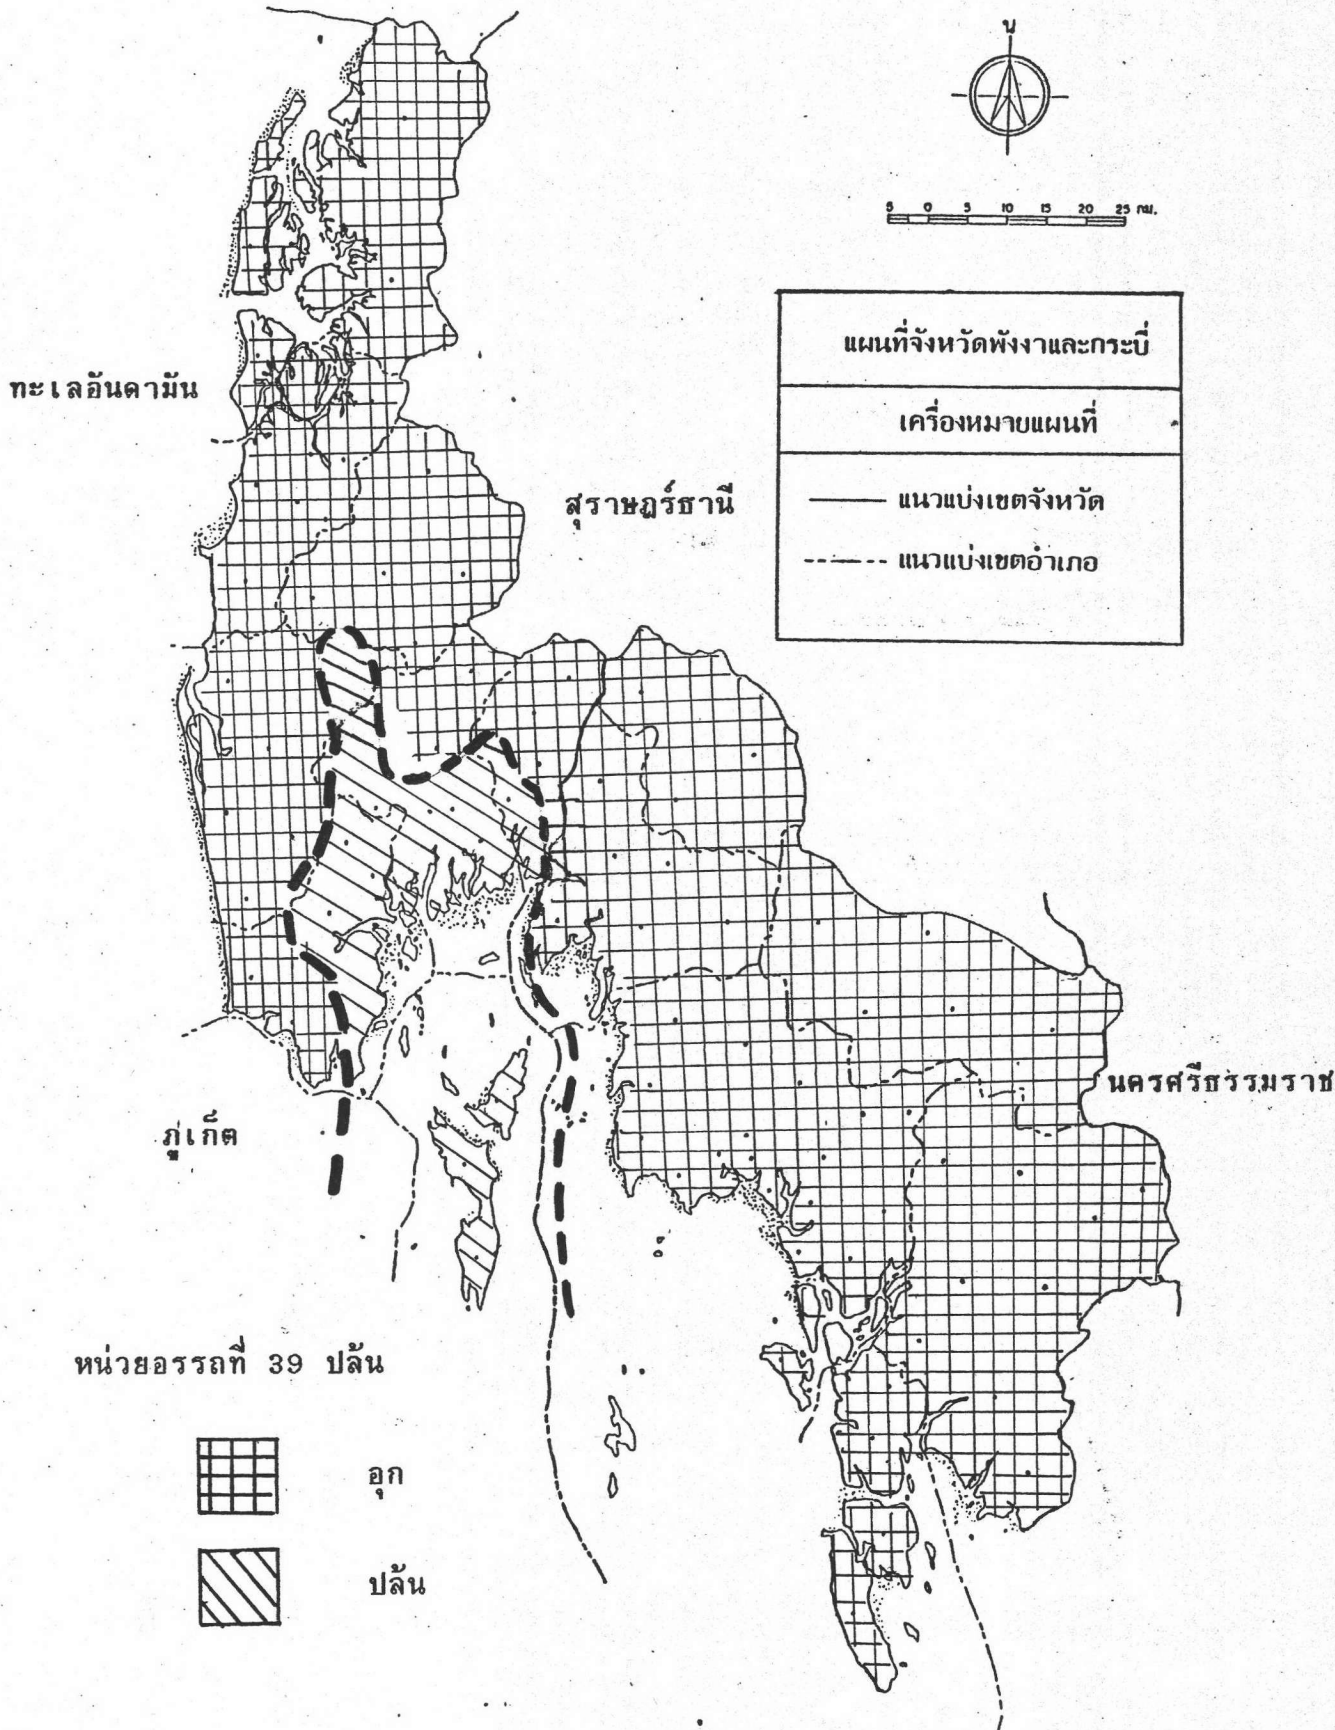 น
5 0 5 10 15 20 25 กม.
แผนที่จังหวัดพังงาและกระบี่
เครื่องหมายแผนที่
แนวแบ่งเขตจังหวัด
แนวแบ่งเขตอำเภอ
ทะเลอันดามัน
สุราษฎร์ธานี
นครศรีธรรมราช
ภูเก็ต
หน่วยอรรถที่ 39 ปล้น
อุก
ปล้น